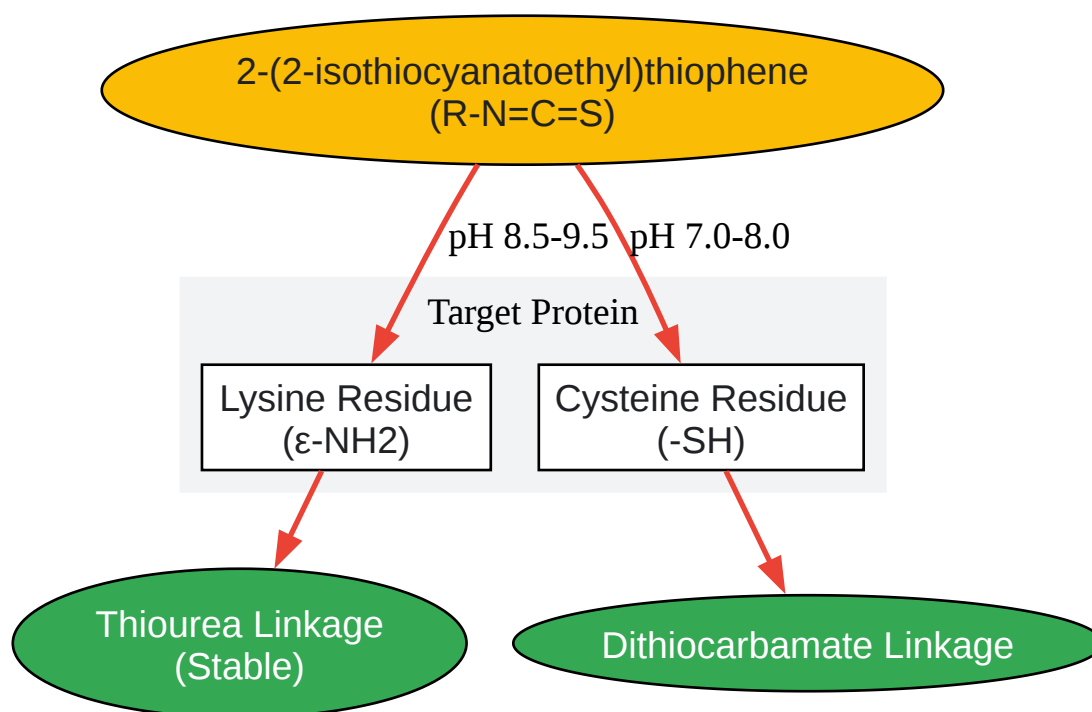 2-(2-isothiocyanatoethyl)thiophene
(R-N=C=S)
pH 8.5-9.5 pH 7.0-8.0
Target Protein
Lysine Residue
(ε-NH2)
Cysteine Residue
(-SH)
Thiourea Linkage
(Stable)
Dithiocarbamate Linkage